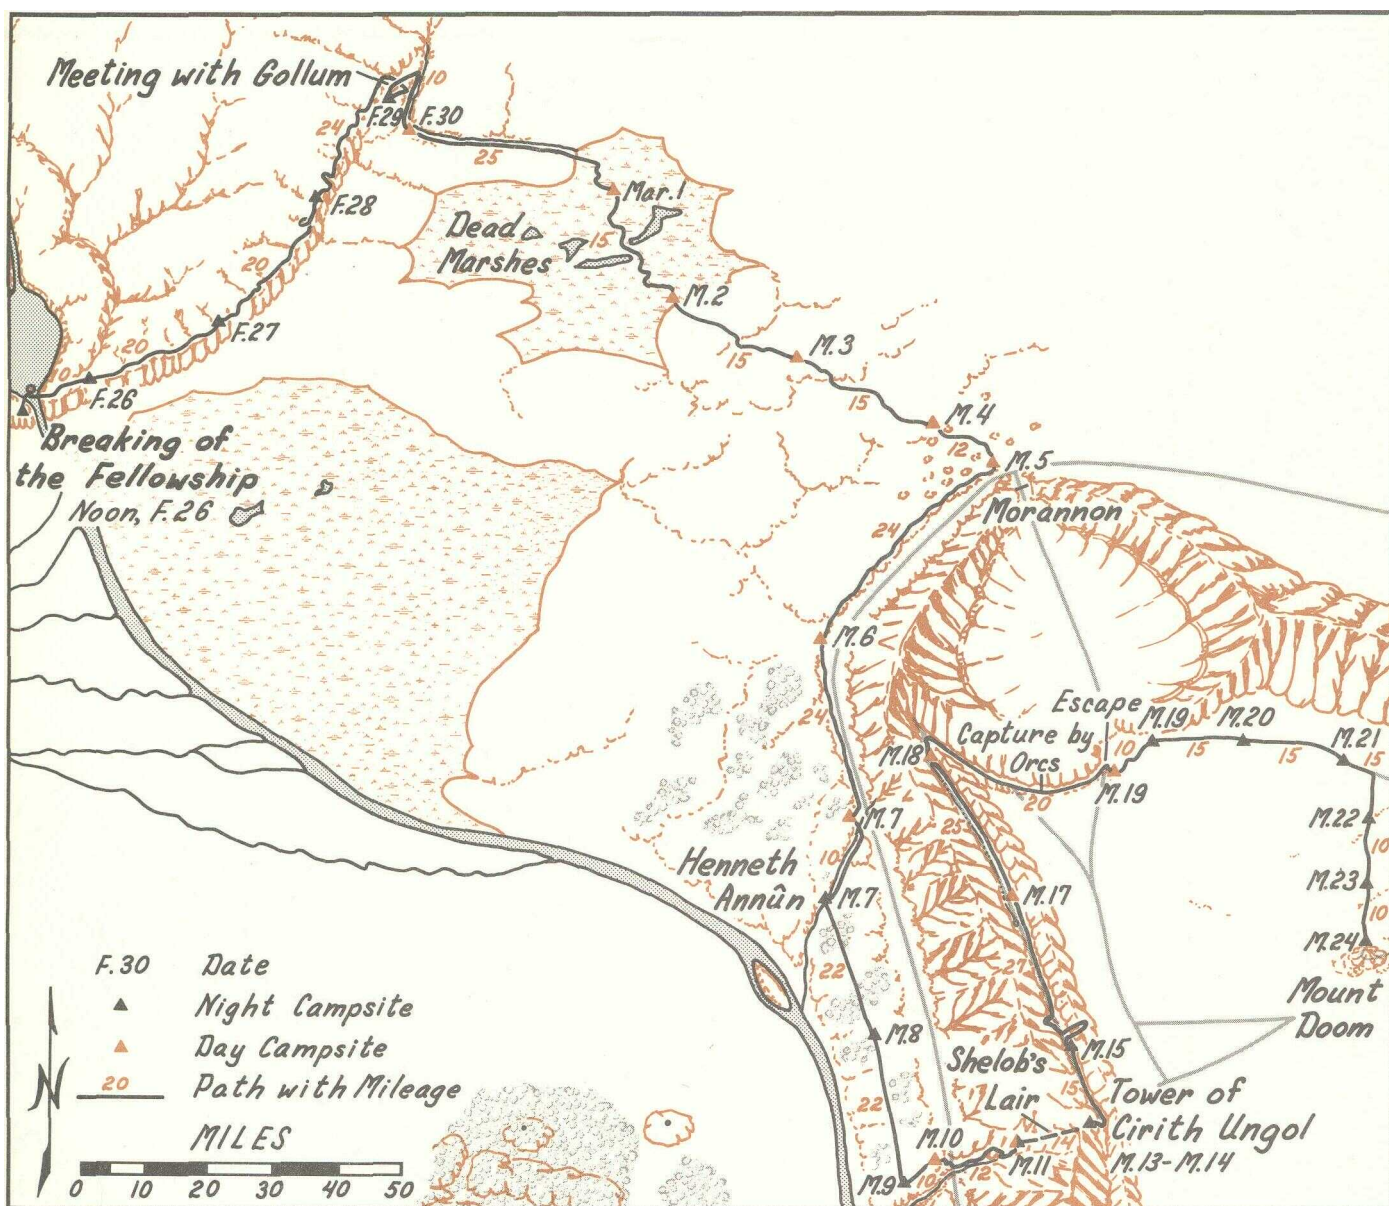 Meeting with Gollum
10
F.29
F.30
24
25
F.28
Mar.1
Dead
Marshes
15
20
M.2
F.27
20
15
M.3
10
F.26
15
M.4
12
M.5
Breaking of
the Fellowship
Noon, F.26
Morannon
24
M.6
24
Escape
M.19
M.20
Capture by
Orcs
10
15
15
M.21
15
M.18
20
M.19
M.7
25
M.22
10
10
Henneth
Annûn
M.7
M.17
M.23
10
M.24
22
27
Mount
Doom
M.8
M.15
Shelob's
Lair
15
Tower of
Cirith Ungol
M.13-M.14
22
M.10
14
M.11
12
M.9
10
F.30 Date
Night Campsite
Day Campsite
20 Path with Mileage
N
MILES
0 10 20 30 40 50